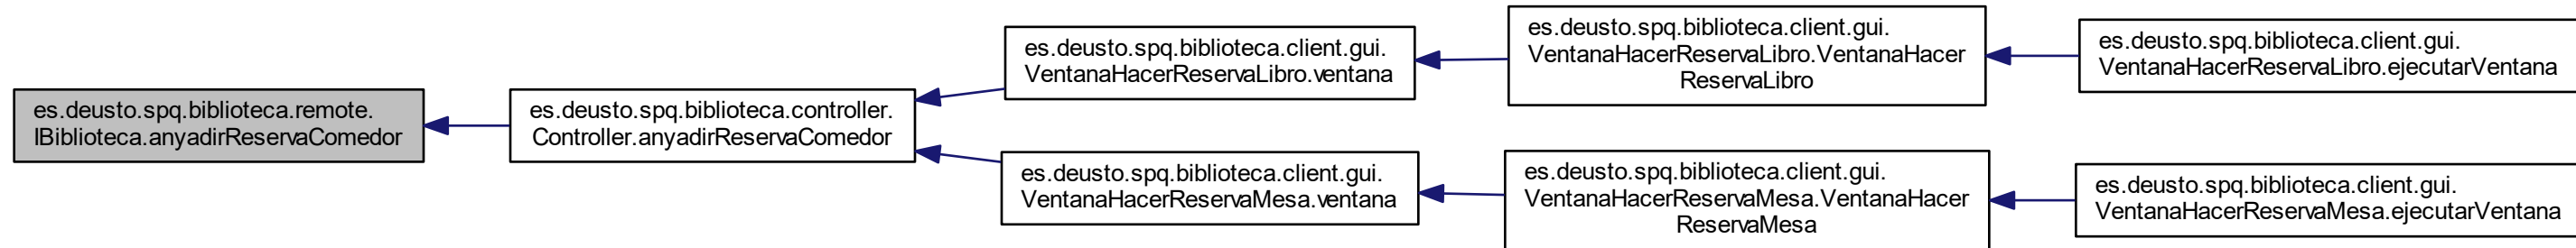 es.deusto.spq.biblioteca.remote.
IBiblioteca.anyadirReservaComedor
es.deusto.spq.biblioteca.controller.
Controller.anyadirReservaComedor
es.deusto.spq.biblioteca.client.gui.
VentanaHacerReservaLibro.ventana
es.deusto.spq.biblioteca.client.gui.
VentanaHacerReservaLibro.VentanaHacer
ReservaLibro
es.deusto.spq.biblioteca.client.gui.
VentanaHacerReservaLibro.ejecutarVentana
es.deusto.spq.biblioteca.client.gui.
VentanaHacerReservaMesa.ventana
es.deusto.spq.biblioteca.client.gui.
VentanaHacerReservaMesa.VentanaHacer
ReservaMesa
es.deusto.spq.biblioteca.client.gui.
VentanaHacerReservaMesa.ejecutarVentana